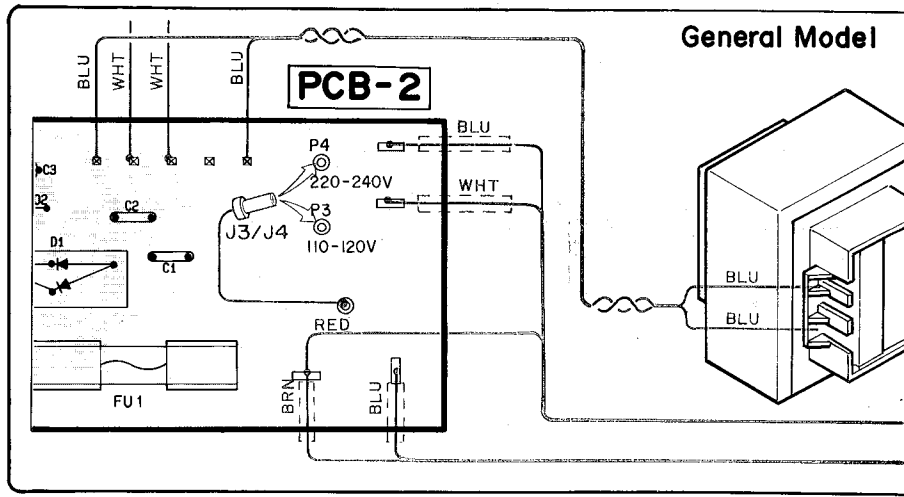 General Model
BLU
WHT
WHT
BLU
PCB-2
BLU
P4
C3
220-240V
WHT
C2
P3
J3/J4
110-120V
D1
C1
BLU
RED
BLU
FU1
BRN
BLU